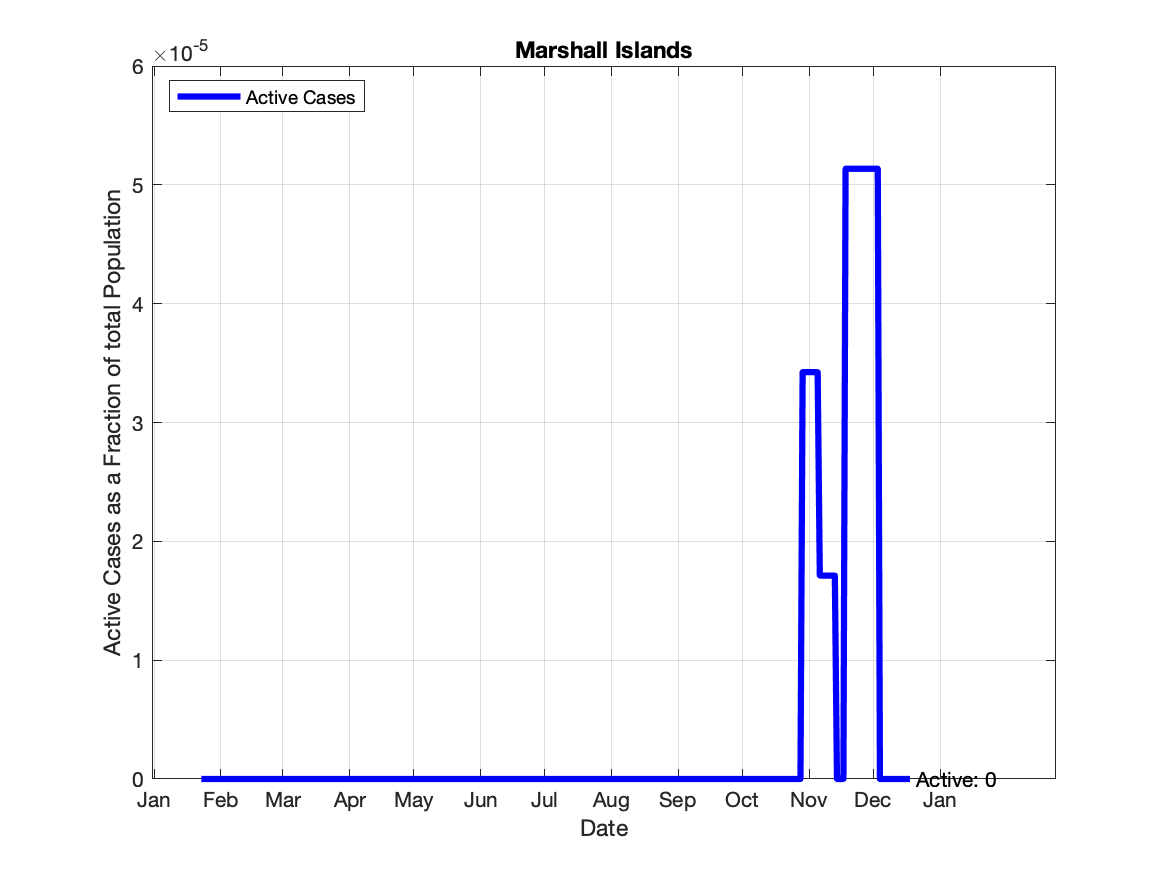 Marshall Islands
×10-5
Active Cases
6
5
4
3
2
1
0
Active Cases as a Fraction of total Population
Active: 0
Jan Feb Mar Apr May Jun Jul Aug Sep Oct Nov Dec Jan
Date